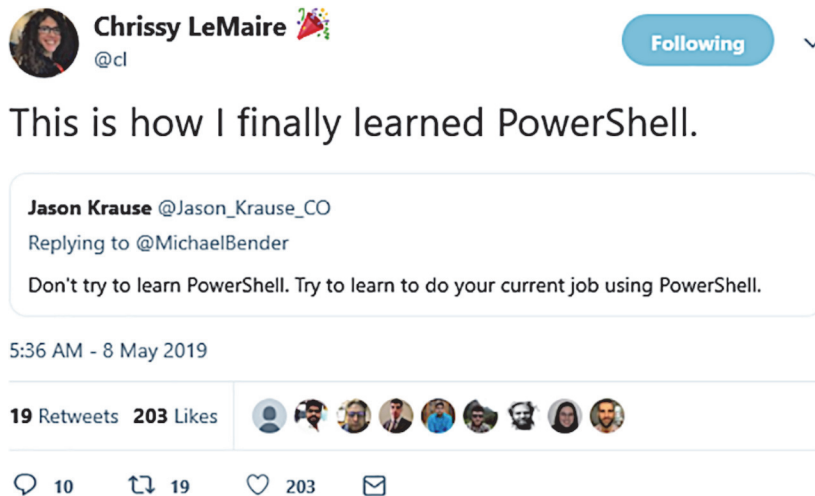 Chrissy LeMaire 🎉
@cl
Following
This is how I finally learned PowerShell.
Jason Krause @Jason_Krause_CO
Replying to @MichaelBender
Don't try to learn PowerShell. Try to learn to do your current job using PowerShell.
5:36 AM - 8 May 2019
19 Retweets 203 Likes
10 19 203